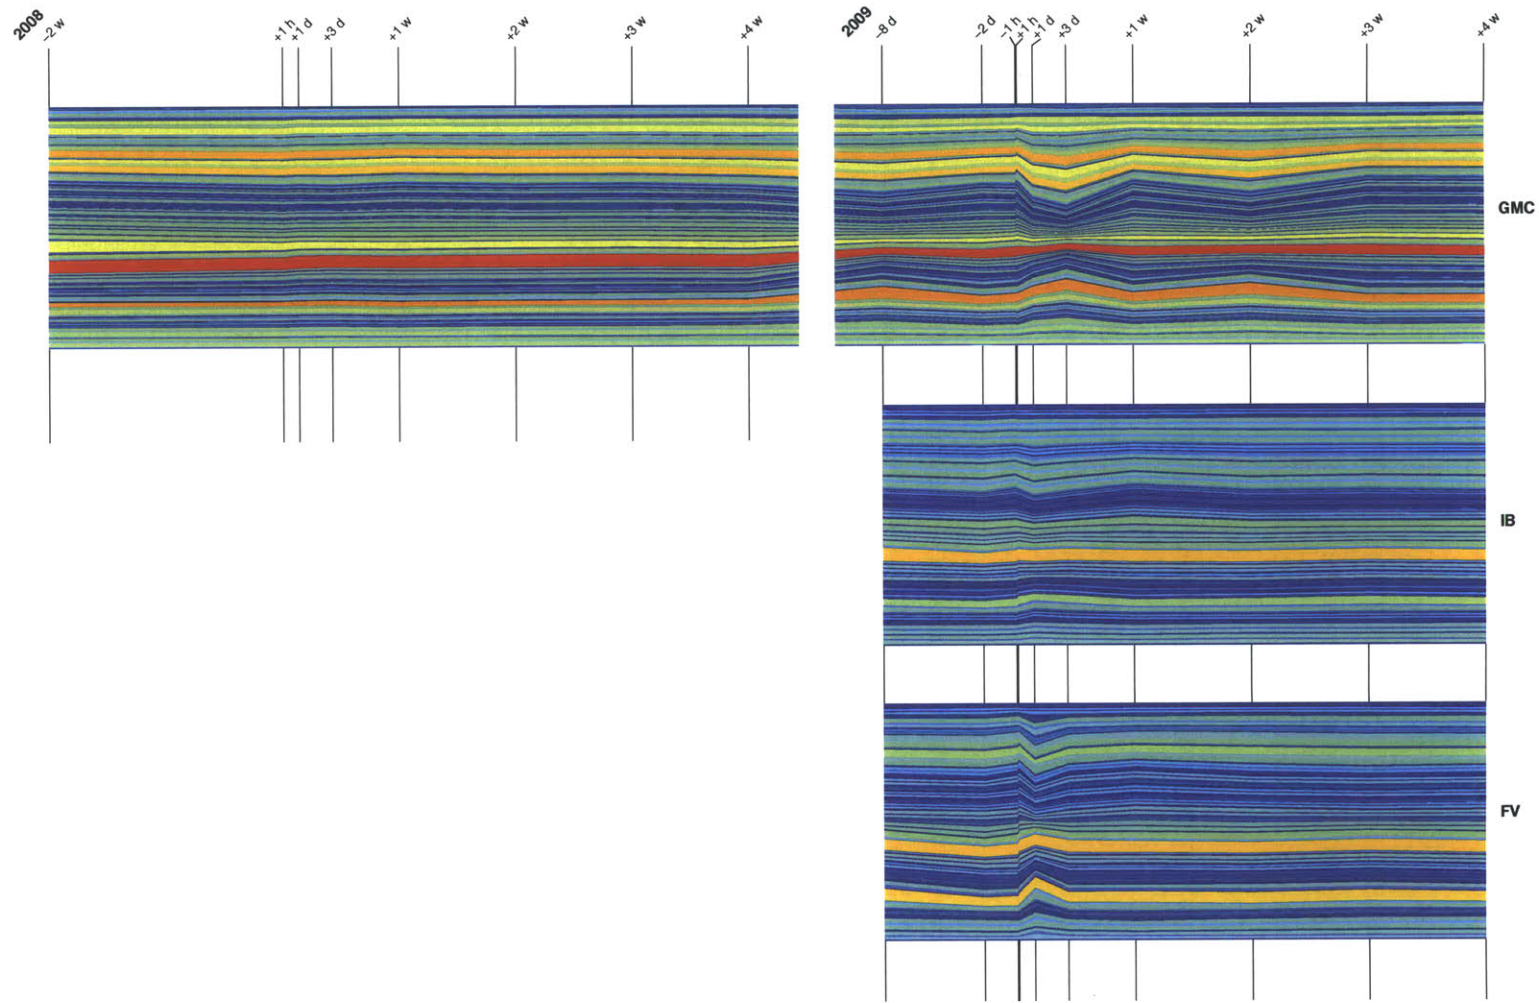 2008
−2 w
+1 h
+1 d
+3 d
+1 w
+2 w
+3 w
+4 w
2009
−8 d
−2 d
−1 h
+1 h
+1 d
+3 d
+1 w
+2 w
+3 w
+4 w
GMC
IB
FV